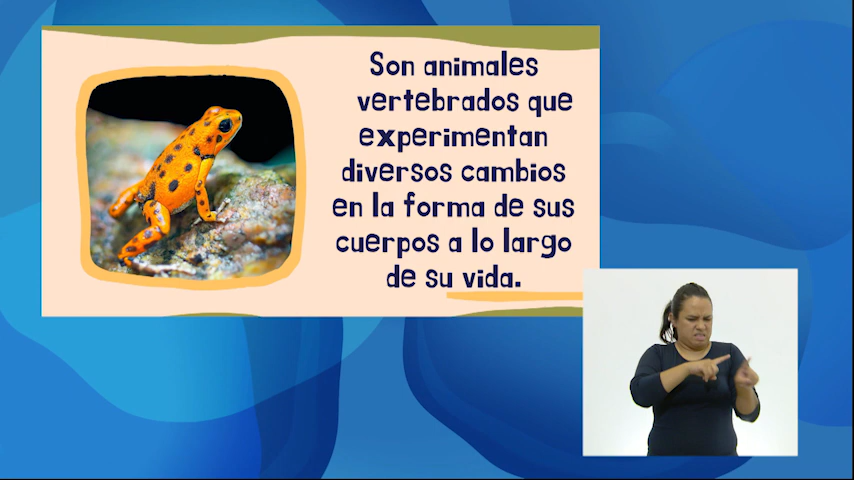 Son animales
vertebrados que
experimentan
diversos cambios
en la forma de sus
cuerpos a lo largo
de su vida.